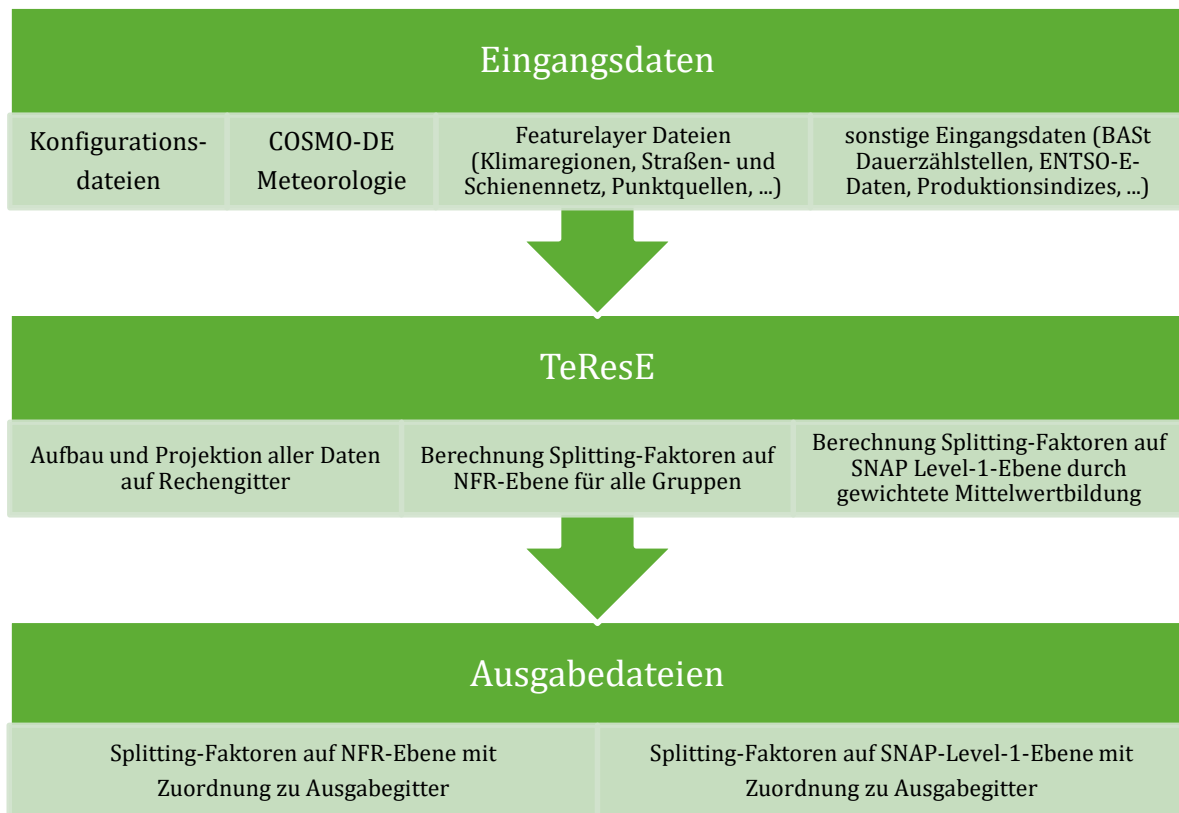 Eingangsdaten
Konfigurations-
dateien
COSMO-DE
Meteorologie
Featurelayer Dateien
(Klimaregionen, Straßen- und
Schienennetz, Punktquellen, ...)
sonstige Eingangsdaten (BASt
Dauerzählstellen, ENTSO-E-
Daten, Produktionsindizes, ...)
TeResE
Aufbau und Projektion aller Daten
auf Rechengitter
Berechnung Splitting-Faktoren auf
NFR-Ebene für alle Gruppen
Berechnung Splitting-Faktoren auf
SNAP Level-1-Ebene durch
gewichtete Mittelwertbildung
Ausgabedateien
Splitting-Faktoren auf NFR-Ebene mit
Zuordnung zu Ausgabegitter
Splitting-Faktoren auf SNAP-Level-1-Ebene mit
Zuordnung zu Ausgabegitter